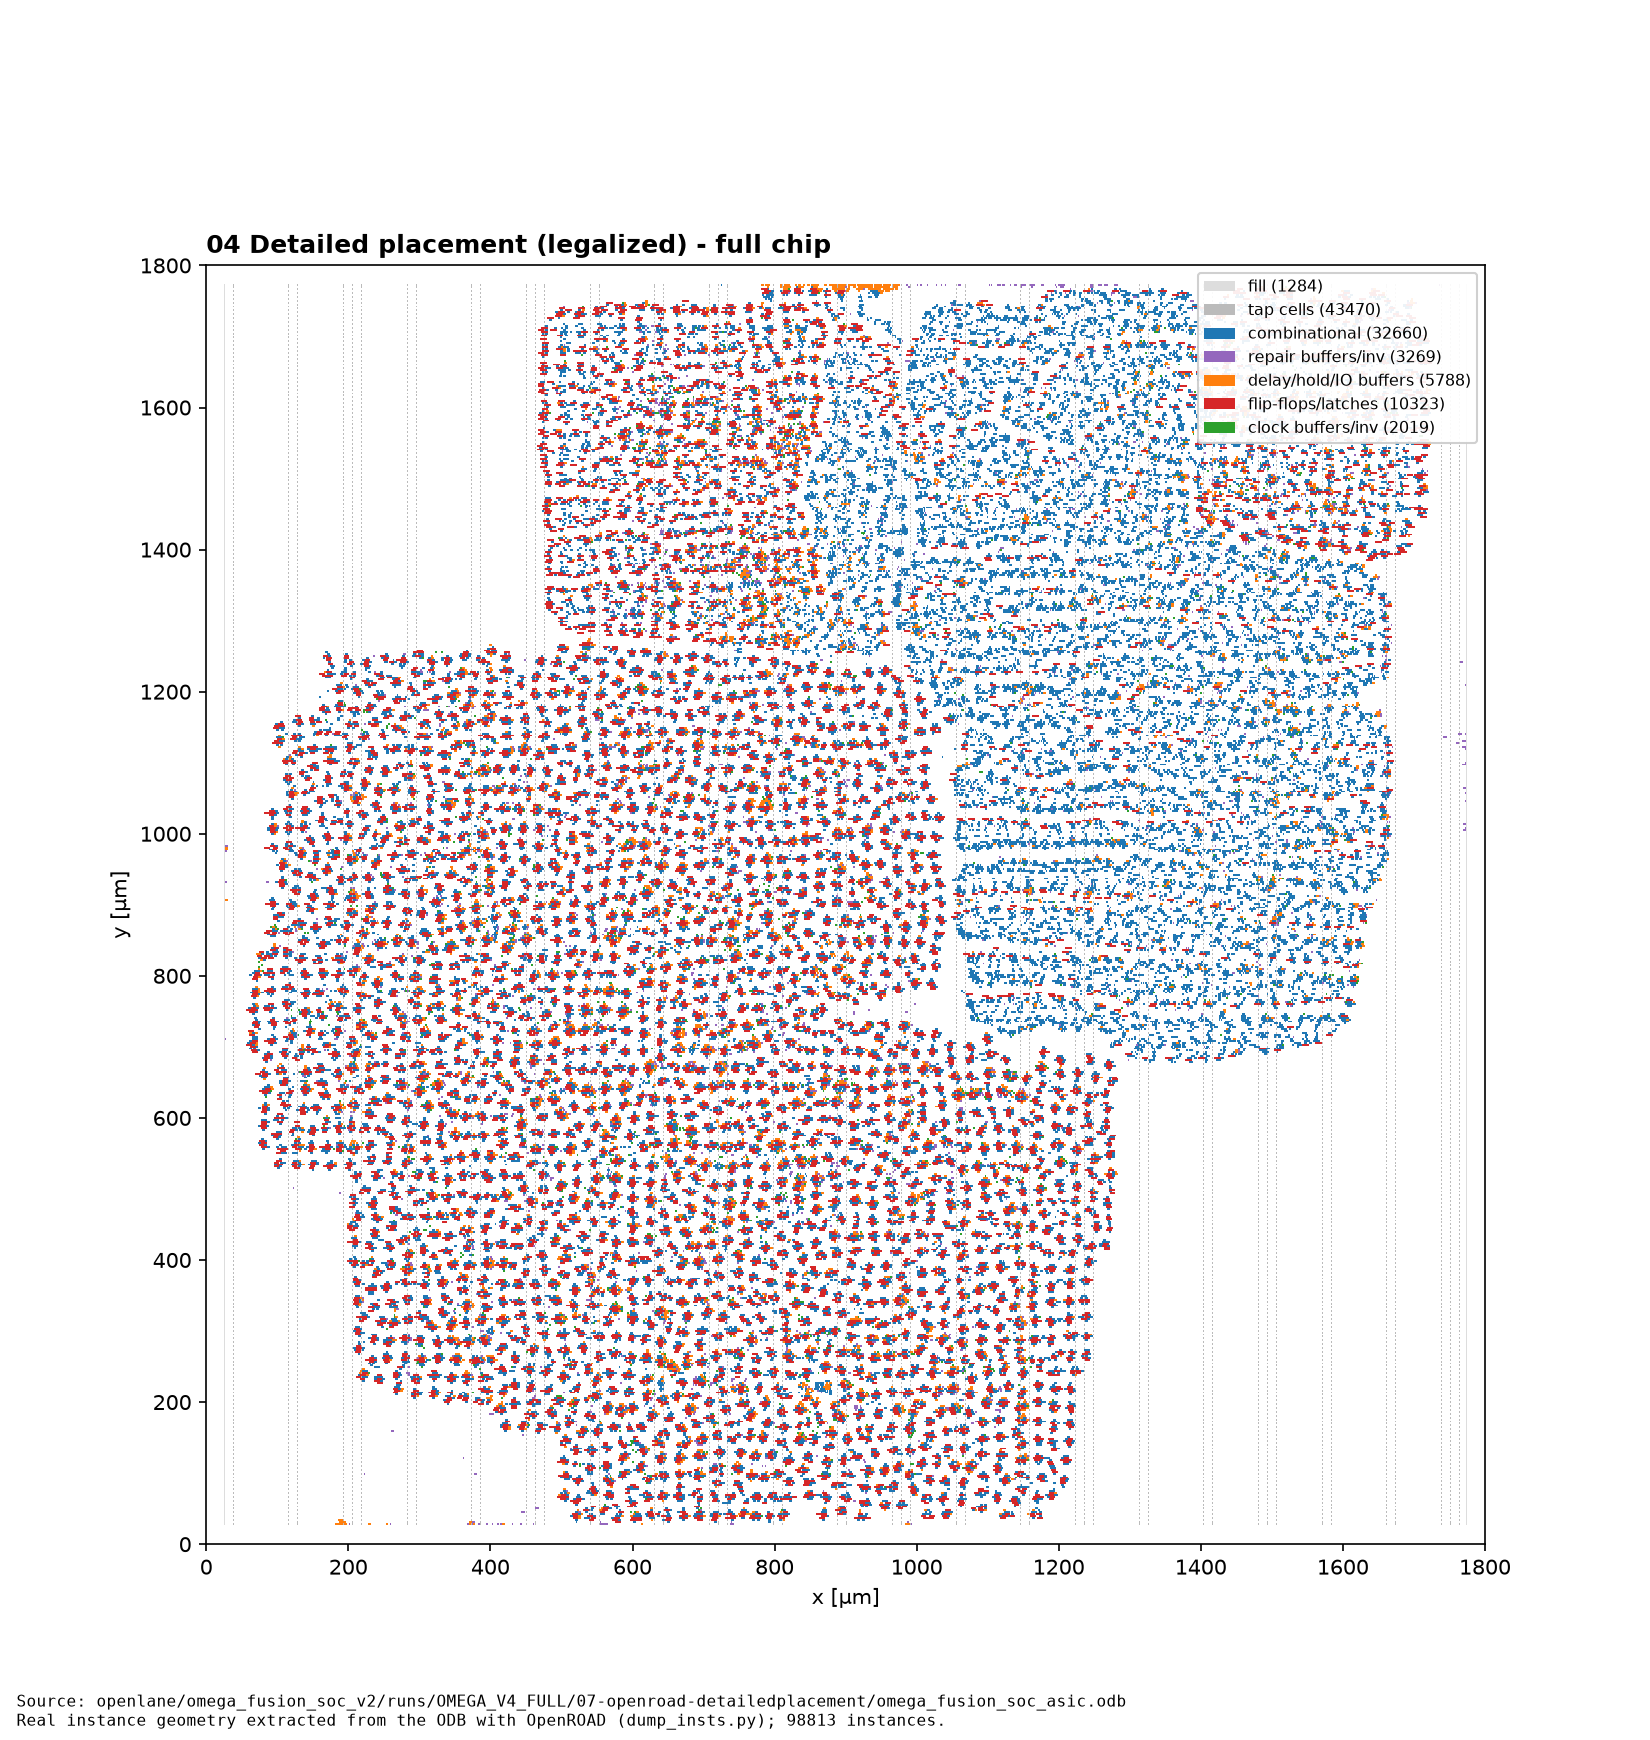 04 Detailed placement (legalized) - full chip
1800
1600
1400
1200
1000
800
600
400
200
0
y [µm]
fill (1284)
tap cells (43470)
combinational (32660)
repair buffers/inv (3269)
delay/hold/IO buffers (5788)
flip-flops/latches (10323)
clock buffers/inv (2019)
0 200 400 600 800 1000 1200 1400 1600 1800
x [µm]
Source: openlane/omega_fusion_soc_v2/runs/OMEGA_V4_FULL/07-openroad-detailedplacement/omega_fusion_soc_asic.odb
Real instance geometry extracted from the ODB with OpenROAD (dump_insts.py); 98813 instances.